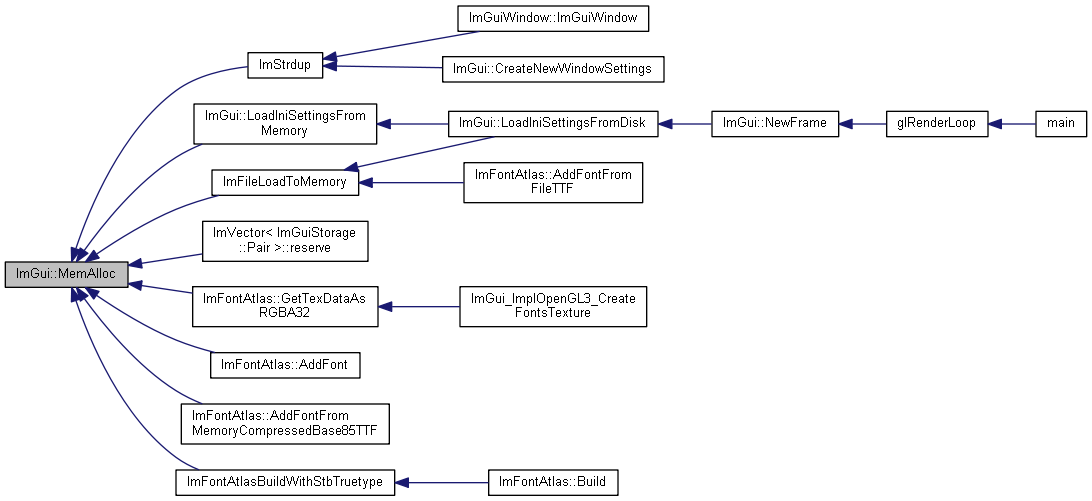 ImGuiWindow::ImGuiWindow
ImStrdup
ImGui::CreateNewWindowSettings
ImGui::LoadIniSettingsFrom
Memory
ImGui::LoadIniSettingsFromDisk
ImGui::NewFrame
glRenderLoop
main
ImFileLoadToMemory
ImFontAtlas::AddFontFrom
FileTTF
ImVector< ImGuiStorage
::Pair >::reserve
ImGui::MemAlloc
ImFontAtlas::GetTexDataAs
RGBA32
ImGui_ImplOpenGL3_Create
FontsTexture
ImFontAtlas::AddFont
ImFontAtlas::AddFontFrom
MemoryCompressedBase85TTF
ImFontAtlasBuildWithStbTruetype
ImFontAtlas::Build